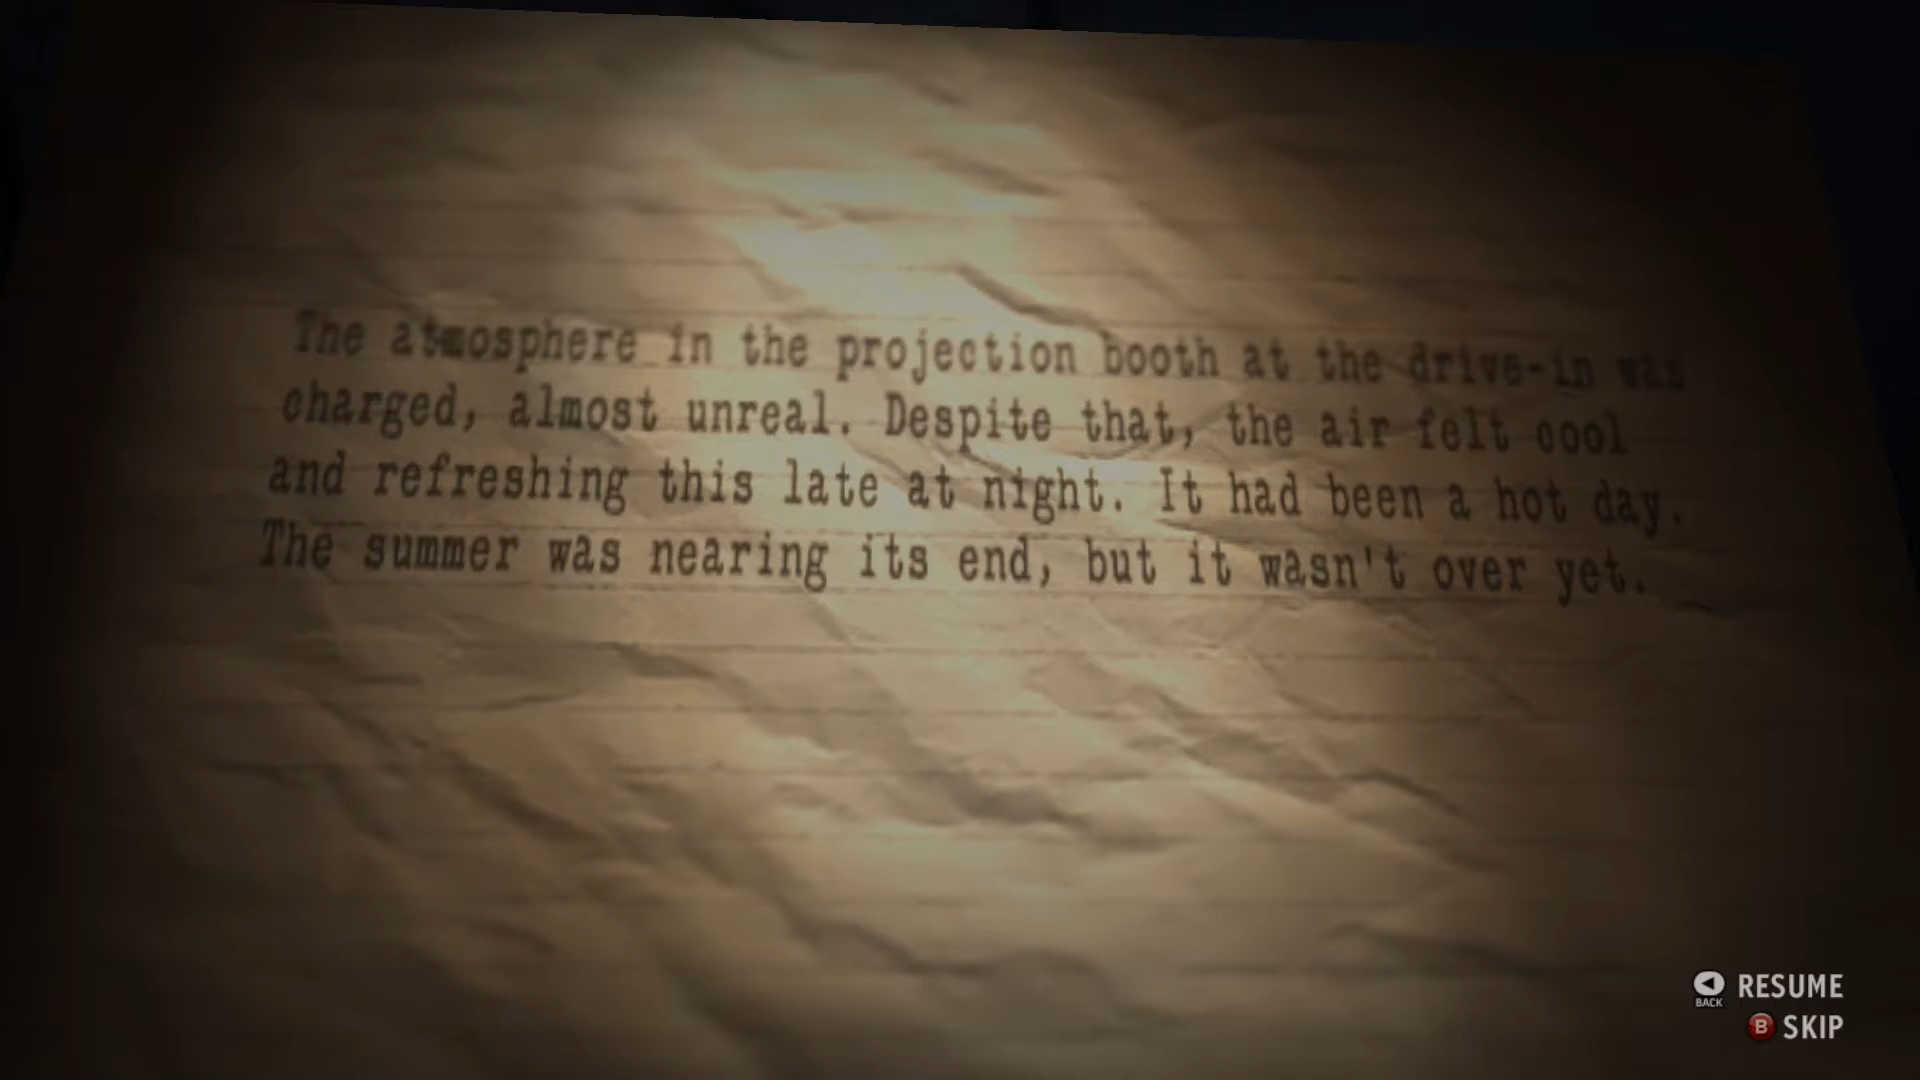 The atmosphere in the projection booth at the drive-in was
charged, almost unreal. Despite that, the air felt cool
and refreshing this late at night. It had been a hot day.
The summer was nearing its end, but it wasn't over yet.
BACK RESUME
B SKIP